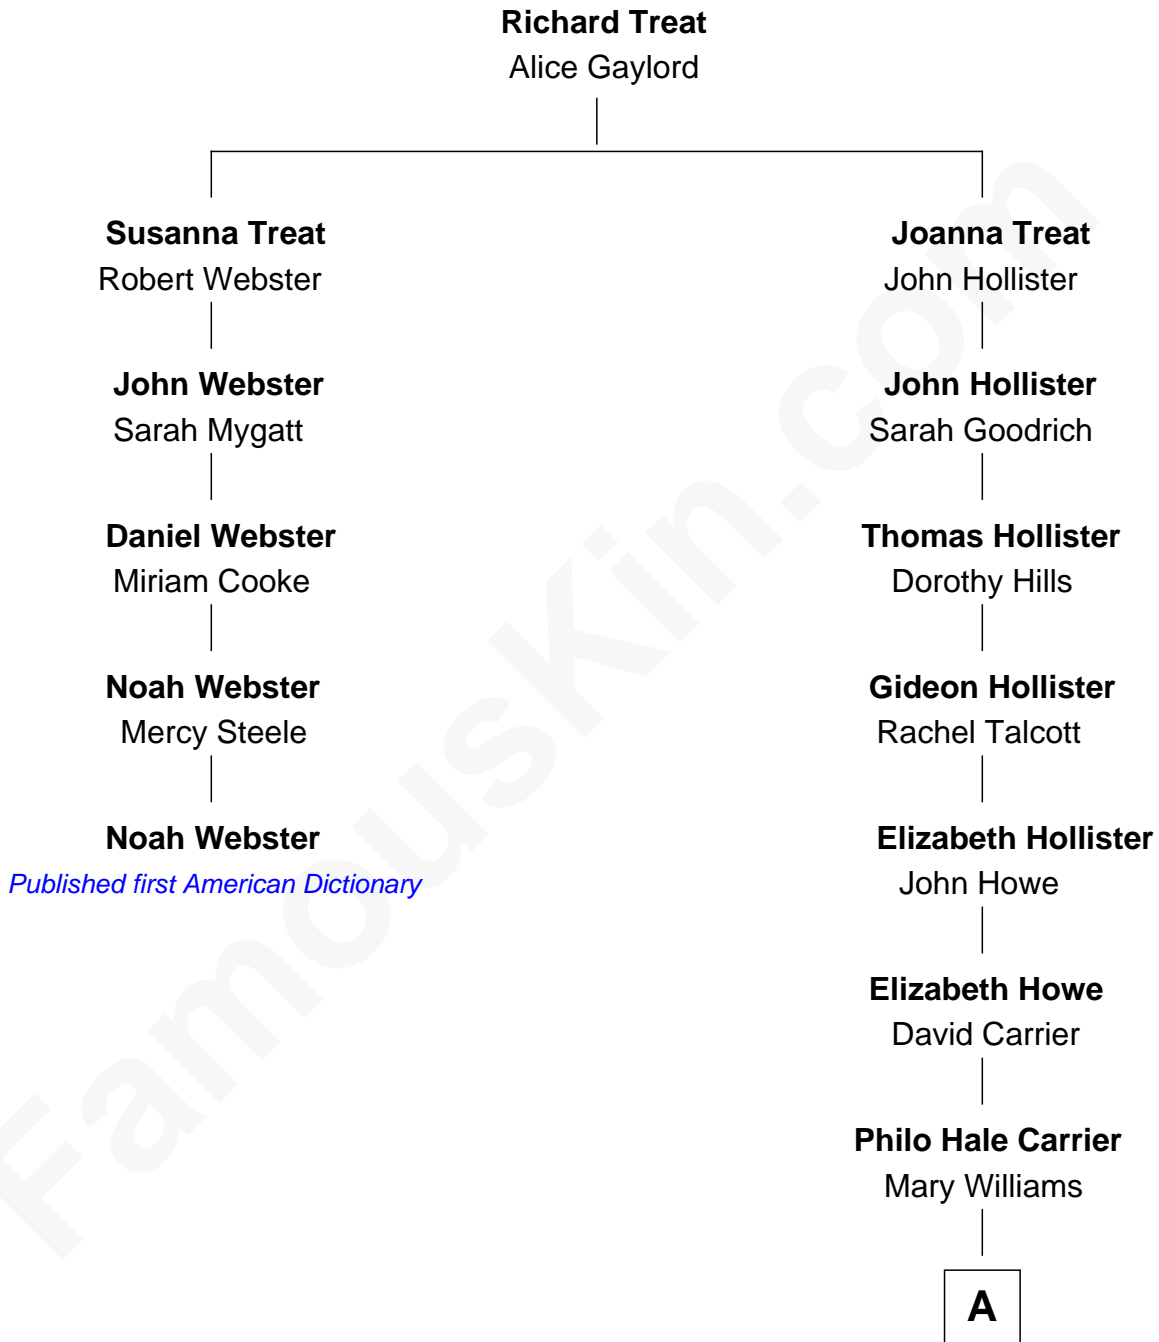 Richard Treat
Alice Gaylord
Susanna Treat
Robert Webster
John Webster
Sarah Mygatt
Daniel Webster
Miriam Cooke
Noah Webster
Mercy Steele
Noah Webster
Published first American Dictionary
Joanna Treat
John Hollister
John Hollister
Sarah Goodrich
Thomas Hollister
Dorothy Hills
Gideon Hollister
Rachel Talcott
Elizabeth Hollister
John Howe
Elizabeth Howe
David Carrier
Philo Hale Carrier
Mary Williams
A
FamousKin.com